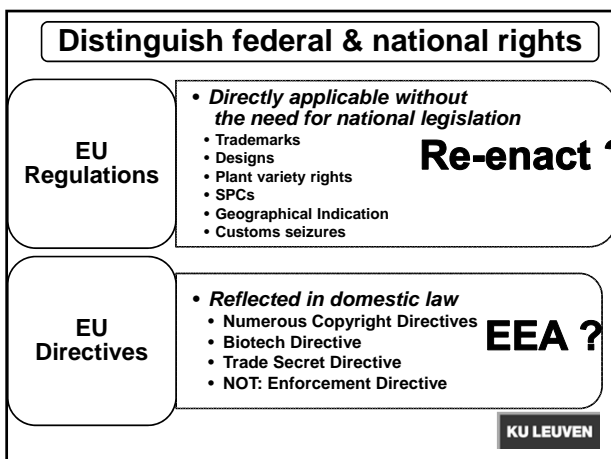 Distinguish federal & national rights
EU
Regulations
• Directly applicable without
the need for national legislation
• Trademarks
• Designs
• Plant variety rights
• SPCs
• Geographical Indication
• Customs seizures
Re-enact ?
EU
Directives
• Reflected in domestic law
• Numerous Copyright Directives
• Biotech Directive
• Trade Secret Directive
• NOT: Enforcement Directive
EEA ?
KU LEUVEN